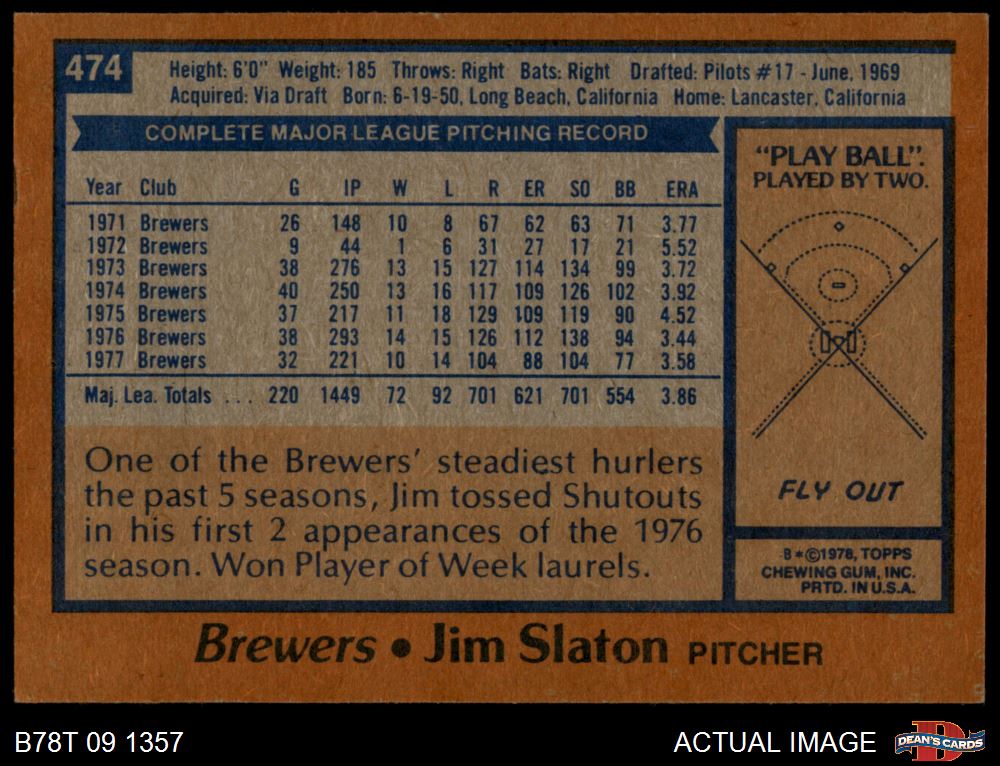 474
Height: 6'0" Weight: 185 Throws: Right Bats: Right Drafted: Pilots #17 - June, 1969
Acquired: Via Draft Born: 6-19-50, Long Beach, California Home: Lancaster, California
COMPLETE MAJOR LEAGUE PITCHING RECORD
Year Club G IP W L R ER SO BB ERA
1971 Brewers 26 148 10 8 67 62 63 71 3.77
1972 Brewers 9 44 1 6 31 27 17 21 5.52
1973 Brewers 38 276 13 15 127 114 134 99 3.72
1974 Brewers 40 250 13 16 117 109 126 102 3.92
1975 Brewers 37 217 11 18 129 109 119 90 4.52
1976 Brewers 38 293 14 15 126 112 138 94 3.44
1977 Brewers 32 221 10 14 104 88 104 77 3.58
Maj. Lea. Totals . . . 220 1449 72 92 701 621 701 554 3.86
One of the Brewers' steadiest hurlers
the past 5 seasons, Jim tossed Shutouts
in his first 2 appearances of the 1976
season. Won Player of Week laurels.
"PLAY BALL".
PLAYED BY TWO.
FLY OUT
B*©1978, TOPPS
CHEWING GUM, INC.
PRTD. IN U.S.A.
Brewers • Jim Slaton PITCHER
B78T 09 1357
ACTUAL IMAGE
DEAN'S CARDS